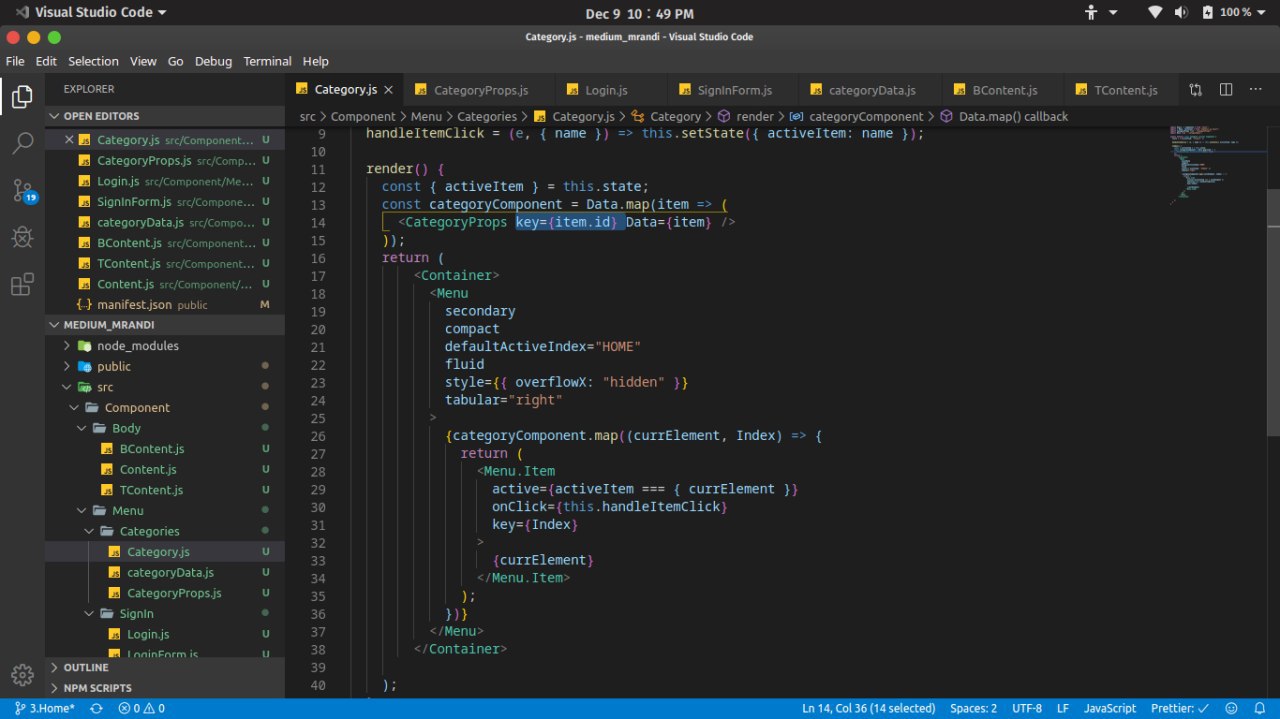 Visual Studio Code
Dec 9 10 : 49 PM
100 %
Category.js - medium_mrandi - Visual Studio Code
File Edit Selection View Go Debug Terminal Help
EXPLORER
Category.js CategoryProps.js Login.js SignInForm.js categoryData.js BContent.js TContent.js
OPEN EDITORS
src > Component > Menu > Categories > Category.js > Category > render > categoryComponent > Data.map() callback
Category.js src/Component... U
CategoryProps.js src/Comp... U
Login.js src/Component/Me... U
SignInForm.js src/Compon... U
categoryData.js src/Compo... U
BContent.js src/Component... U
TContent.js src/Component... U
Content.js src/Component/... U
{..} manifest.json public M
19
MEDIUM_MRANDI
node_modules
public
src
Component
Body
BContent.js U
Content.js U
TContent.js U
Menu
Categories
Category.js U
categoryData.js U
CategoryProps.js U
SignIn
Login.js U
LoginForm.js U
OUTLINE
NPM SCRIPTS
9 handleItemClick = (e, { name }) => this.setState({ activeItem: name });
10
11 render() {
12 const { activeItem } = this.state;
13 const categoryComponent = Data.map(item => (
14 <CategoryProps key={item.id} Data={item} />
15 ));
16 return (
17 <Container>
18 <Menu
19 secondary
20 compact
21 defaultActiveIndex="HOME"
22 fluid
23 style={{ overflowX: "hidden" }}
24 tabular="right"
25 >
26 {categoryComponent.map((currElement, Index) => {
27 return (
28 <Menu.Item
29 active={activeItem === { currElement }}
30 onClick={this.handleItemClick}
31 key={Index}
32 >
33 {currElement}
34 </Menu.Item>
35 );
36 })}
37 </Menu>
38 </Container>
39
40 );
3.Home* 0 0 Ln 14, Col 36 (14 selected) Spaces: 2 UTF-8 LF JavaScript Prettier: ✓